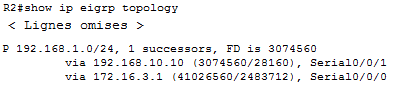 R2#show ip eigrp topology
< Lignes omises >
P 192.168.1.0/24, 1 successors, FD is 3074560
via 192.168.10.10 (3074560/28160), Serial0/0/1
via 172.16.3.1 (41026560/2483712), Serial0/0/0